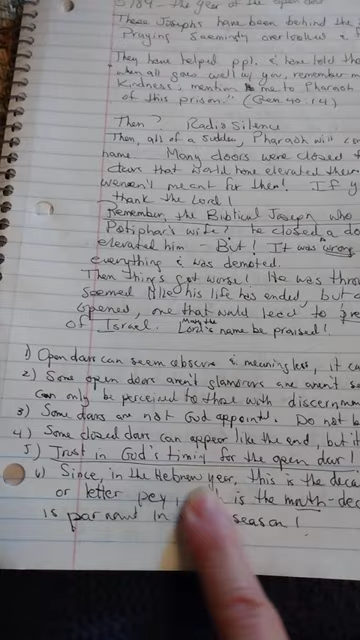 5784 - the year of the open door
These Josephs have been behind the
Praying seemingly overlooked &
They have helped ppl. & have told tho
when all goes well w/ you, remember
Kindness, mention me to Pharaoh
of this prison." (Gen. 40:14)
Then? Radio Silence
Then, all of a sudden, Pharaoh will
name. Many doors were closed
doors that would have elevated them
weren't meant for them! If y
thank the Lord!
Remember, the Biblical Joseph who
Potiphar's wife? he closed a do
elevated him - But! It was wrong
everything & was demoted.
Then things got worse! He was throw
seemed like his life has ended, but
opened, one that would lead to
of Israel. May the Lord's name be praised!
1) Open doors can seem obscure & meaningless, it c
2) Some open doors aren't glamorous are aren't s
can only be perceived to those with discernm
3) Some doors are not God appoint. Do not b
4) Some closed doors can appear like the end, but it
5) Trust in God's timing for the open door!
6) Since, in the Hebrew year, this is the deca
or letter pey, is the mouth-dec
is par season!